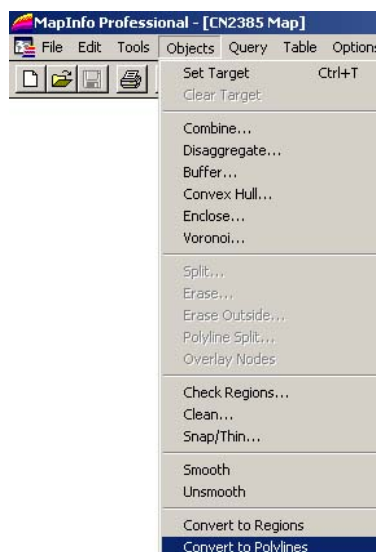 MapInfo Professional - [CN2385 Map]
File Edit Tools Objects Query Table Options
Set Target Ctrl+T
Clear Target
Combine...
Disaggregate...
Buffer...
Convex Hull...
Enclose...
Voronoi...
Split...
Erase...
Erase Outside...
Polyline Split...
Overlay Nodes
Check Regions...
Clean...
Snap/Thin...
Smooth
Unsmooth
Convert to Regions
Convert to Polylines